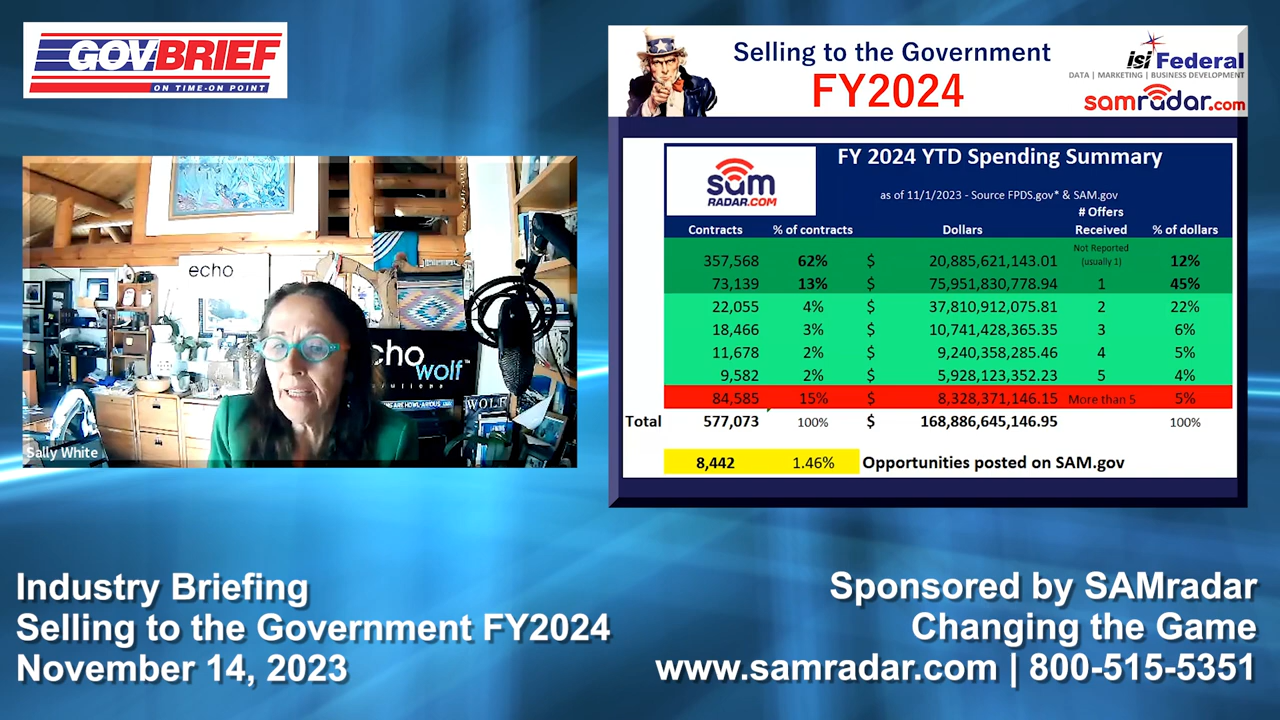 GOVBRIEF
ON TIME-ON POINT
echo
echo
wolf™
WOLF
Sally White
Selling to the Government
FY2024
isiFederal
DATA | MARKETING | BUSINESS DEVELOPMENT
samradar.com
sam
RADAR.COM
FY 2024 YTD Spending Summary
as of 11/1/2023 - Source FPDS.gov* & SAM.gov
Contracts % of contracts Dollars # Offers Received % of dollars
357,568 62% $ 20,885,621,143.01 Not Reported (usually 1) 12%
73,139 13% $ 75,951,830,778.94 1 45%
22,055 4% $ 37,810,912,075.81 2 22%
18,466 3% $ 10,741,428,365.35 3 6%
11,678 2% $ 9,240,358,285.46 4 5%
9,582 2% $ 5,928,123,352.23 5 4%
84,585 15% $ 8,328,371,146.15 More than 5 5%
Total 577,073 100% $ 168,886,645,146.95 100%
8,442 1.46% Opportunities posted on SAM.gov
Industry Briefing
Selling to the Government FY2024
November 14, 2023
Sponsored by SAMradar
Changing the Game
www.samradar.com | 800-515-5351